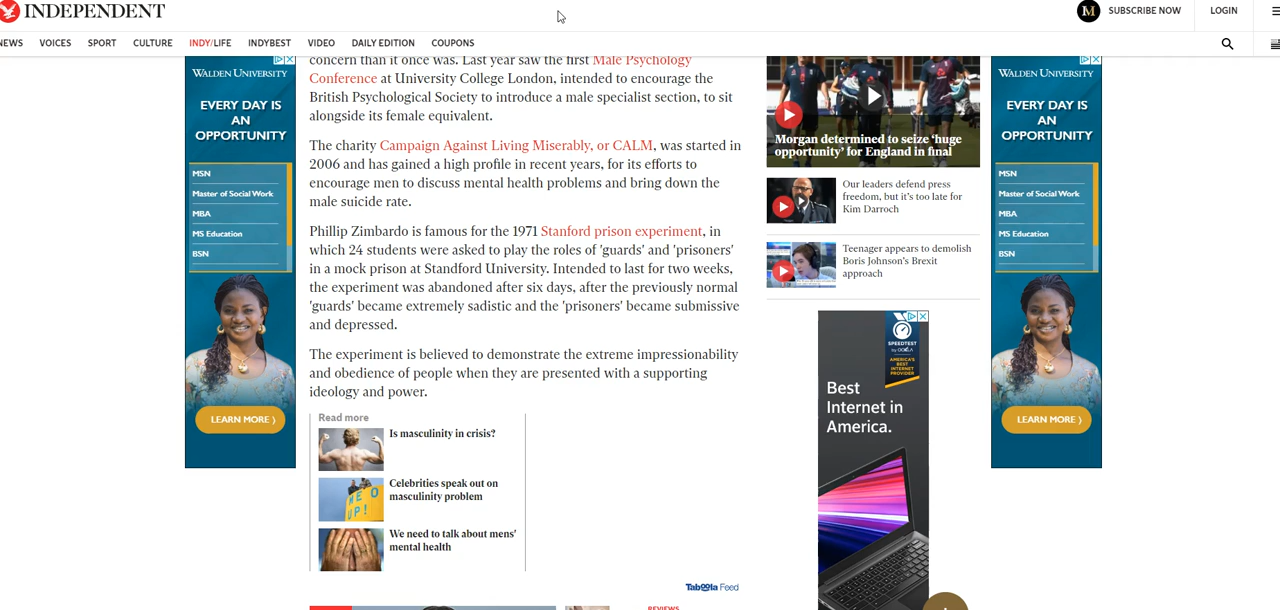 INDEPENDENT
SUBSCRIBE NOW
LOGIN
NEWS VOICES SPORT CULTURE INDY/LIFE INDYBEST VIDEO DAILY EDITION COUPONS
WALDEN UNIVERSITY
EVERY DAY IS
AN
OPPORTUNITY
MSN
Master of Social Work
MBA
MS Education
BSN
LEARN MORE
concern than it once was. Last year saw the first Male Psychology
Conference at University College London, intended to encourage the
British Psychological Society to introduce a male specialist section, to sit
alongside its female equivalent.
The charity Campaign Against Living Miserably, or CALM, was started in
2006 and has gained a high profile in recent years, for its efforts to
encourage men to discuss mental health problems and bring down the
male suicide rate.
Phillip Zimbardo is famous for the 1971 Stanford prison experiment, in
which 24 students were asked to play the roles of 'guards' and 'prisoners'
in a mock prison at Standford University. Intended to last for two weeks,
the experiment was abandoned after six days, after the previously normal
'guards' became extremely sadistic and the 'prisoners' became submissive
and depressed.
The experiment is believed to demonstrate the extreme impressionability
and obedience of people when they are presented with a supporting
ideology and power.
Read more
Is masculinity in crisis?
Celebrities speak out on
masculinity problem
We need to talk about mens'
mental health
Taboola Feed
REVIEWS
Morgan determined to seize 'huge
opportunity' for England in final
Our leaders defend press
freedom, but it's too late for
Kim Darroch
Teenager appears to demolish
Boris Johnson's Brexit
approach
SPEEDTEST
by OOKLA
AMERICA'S
BEST
INTERNET
PROVIDER
Best
Internet in
America.
WALDEN UNIVERSITY
EVERY DAY IS
AN
OPPORTUNITY
MSN
Master of Social Work
MBA
MS Education
BSN
LEARN MORE